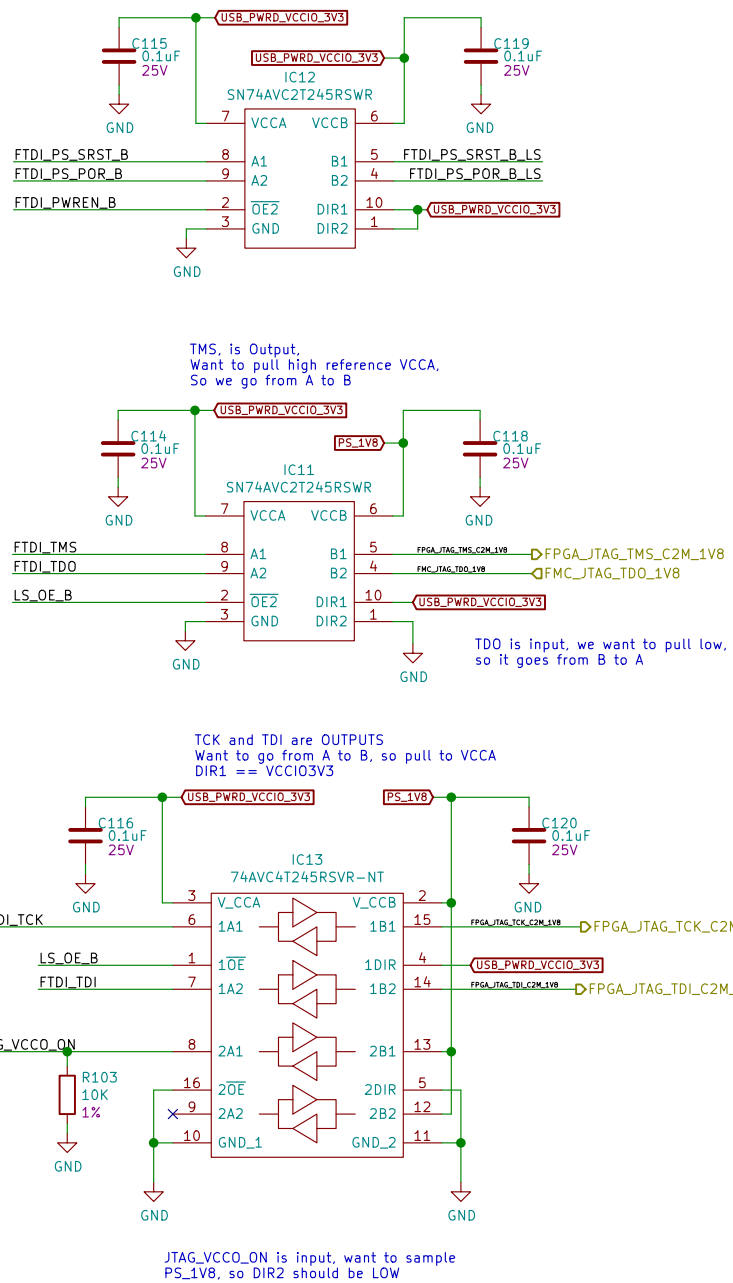 USB_PWRD_VCCIO_3V3
C115
0.1uF
25V
GND
USB_PWRD_VCCIO_3V3
C119
0.1uF
25V
GND
IC12
SN74AVC2T245RSWR
7 VCCA VCCB 6
FTDI_PS_SRST_B 8 A1 B1 5 FTDI_PS_SRST_B_LS
FTDI_PS_POR_B 9 A2 B2 4 FTDI_PS_POR_B_LS
FTDI_PWREN_B 2 OE2 DIR1 10 USB_PWRD_VCCIO_3V3
3 GND DIR2 1
GND
TMS, is Output,
Want to pull high reference VCCA,
So we go from A to B
USB_PWRD_VCCIO_3V3
C114
0.1uF
25V
GND
PS_1V8
C118
0.1uF
25V
GND
IC11
SN74AVC2T245RSWR
7 VCCA VCCB 6
FTDI_TMS 8 A1 B1 5 FPGA_JTAG_TMS_C2M_1V8 FPGA_JTAG_TMS_C2M_1V8
FTDI_TDO 9 A2 B2 4 FMC_JTAG_TDO_1V8 FMC_JTAG_TDO_1V8
LS_OE_B 2 OE2 DIR1 10 USB_PWRD_VCCIO_3V3
3 GND DIR2 1
GND
GND
TDO is input, we want to pull low,
so it goes from B to A
TCK and TDI are OUTPUTS
Want to go from A to B, so pull to VCCA
DIR1 == VCCIO3V3
USB_PWRD_VCCIO_3V3
PS_1V8
C116
0.1uF
25V
GND
C120
0.1uF
25V
GND
IC13
74AVC4T245RSVR-NT
3 V_CCA V_CCB 2
DI_TCK 6 1A1 1B1 15 FPGA_JTAG_TCK_C2M_1V8 FPGA_JTAG_TCK_C2M
LS_OE_B 1 1OE 1DIR 4 USB_PWRD_VCCIO_3V3
FTDI_TDI 7 1A2 1B2 14 FPGA_JTAG_TDI_C2M_1V8 FPGA_JTAG_TDI_C2M_
G_VCCO_ON 8 2A1 2B1 13
16 2OE 2DIR 5
9 2A2 2B2 12
10 GND_1 GND_2 11
R103
10K
1%
GND
GND
GND
JTAG_VCCO_ON is input, want to sample
PS_1V8, so DIR2 should be LOW